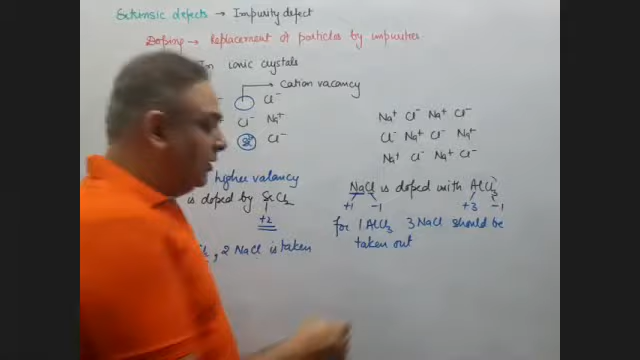 Extrinsic defects → Impurity defect
Doping → Replacement of particles by impurities
In ionic crystals
→ cation vacancy
Cl⁻
Cl⁻ Na⁺
Sr²⁺ Cl⁻
higher valancy
is doped by SrCl₂
+2
, 2 NaCl is taken
Na⁺ Cl⁻ Na⁺ Cl⁻
Cl⁻ Na⁺ Cl⁻ Na⁺
Na⁺ Cl⁻ Na⁺ Cl⁻
NaCl is doped with AlCl₃
+1 -1 +3 -1
for 1 AlCl₃ 3 NaCl should be
taken out